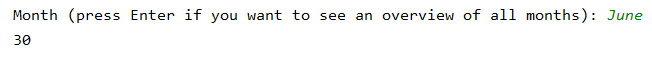 Month (press Enter if you want to see an overview of all months): June
30